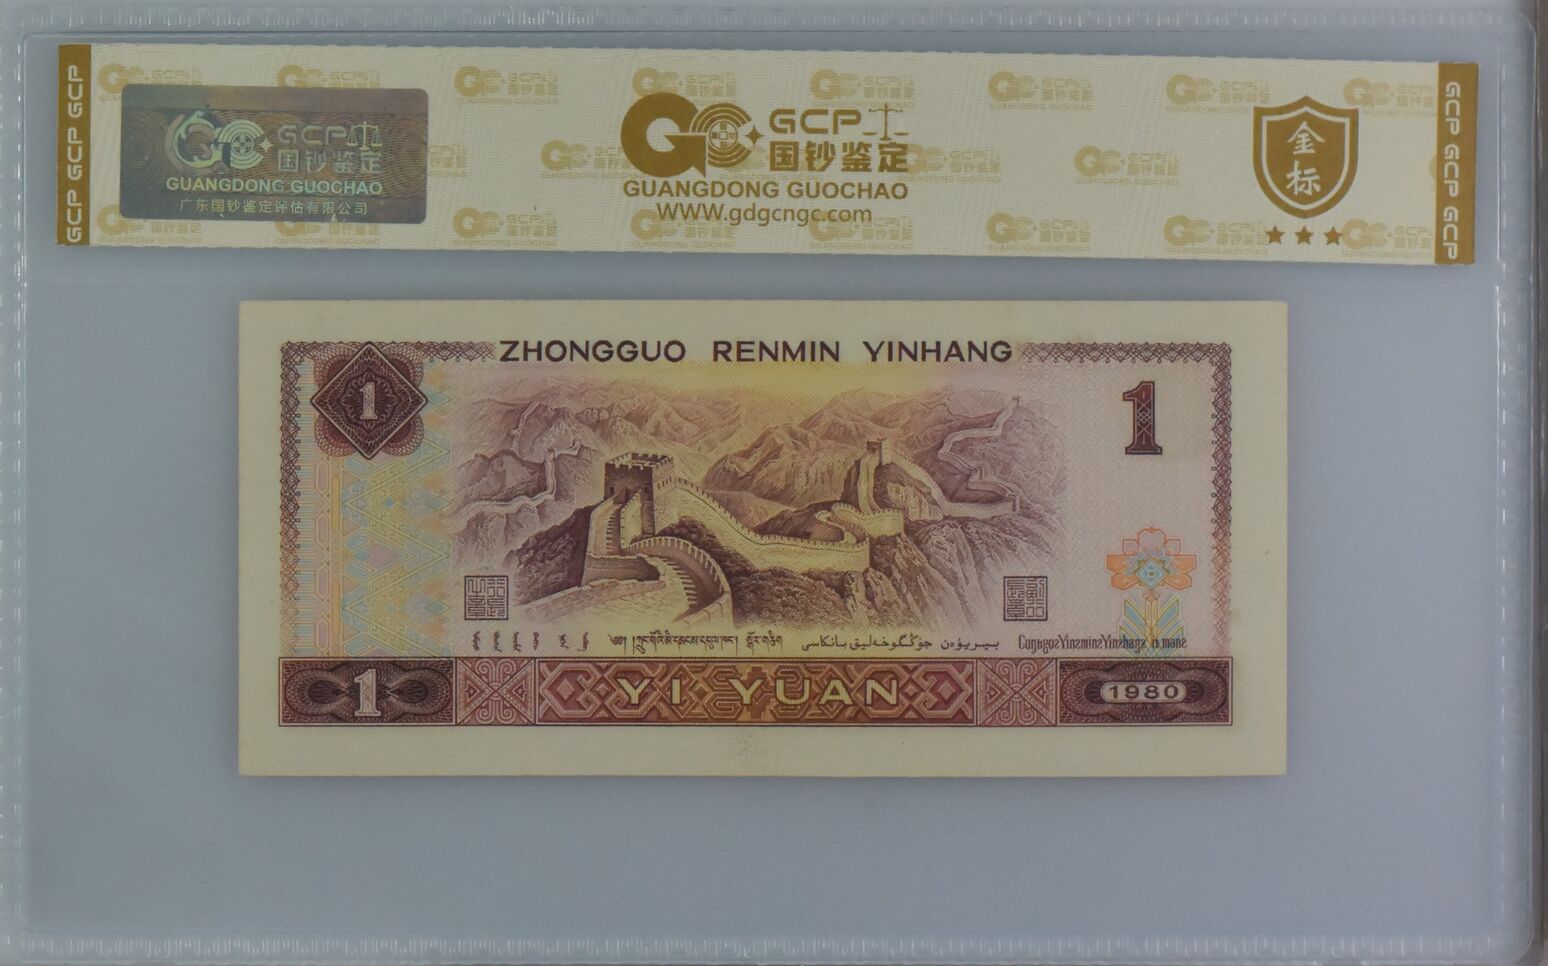 GCP GCP GCP
GCP
国钞鉴定
GUANGDONG GUOCHAO
广东国钞鉴定评估有限公司
GCP
国钞鉴定
GUANGDONG GUOCHAO
WWW.gdgcngc.com
金
标
GCP GCP GCP
ZHONGGUO RENMIN YINHANG
1
1
YI YUAN
1
1980